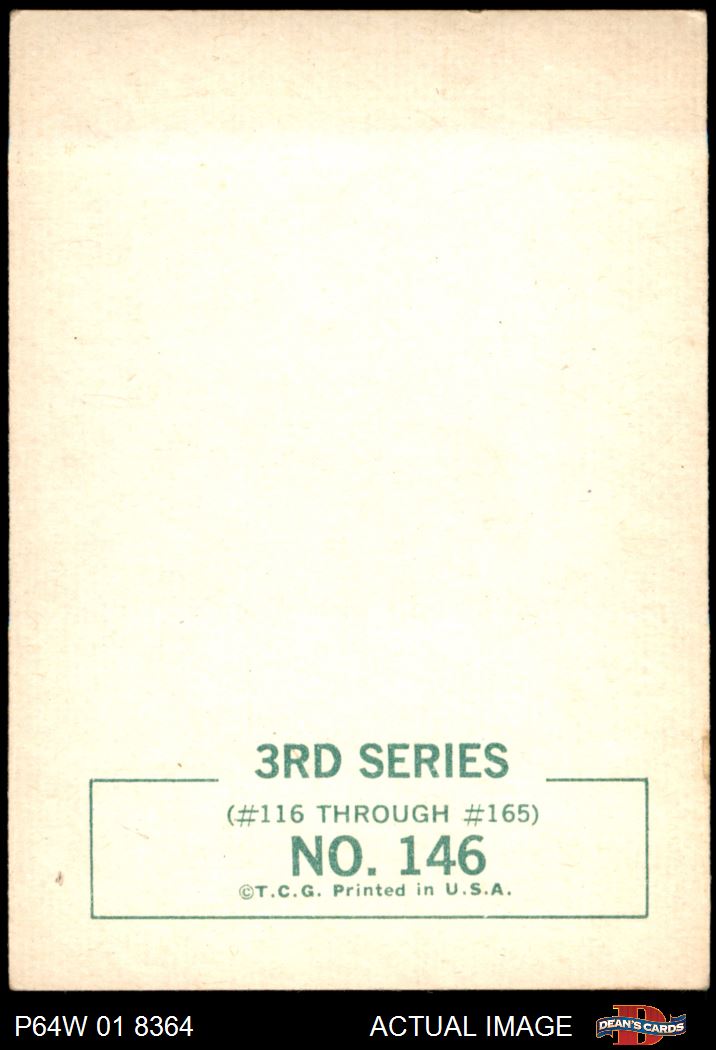 3RD SERIES
(#116 THROUGH #165)
NO. 146
©T.C.G. Printed in U.S.A.
P64W 01 8364 ACTUAL IMAGE DEAN'S CARDS